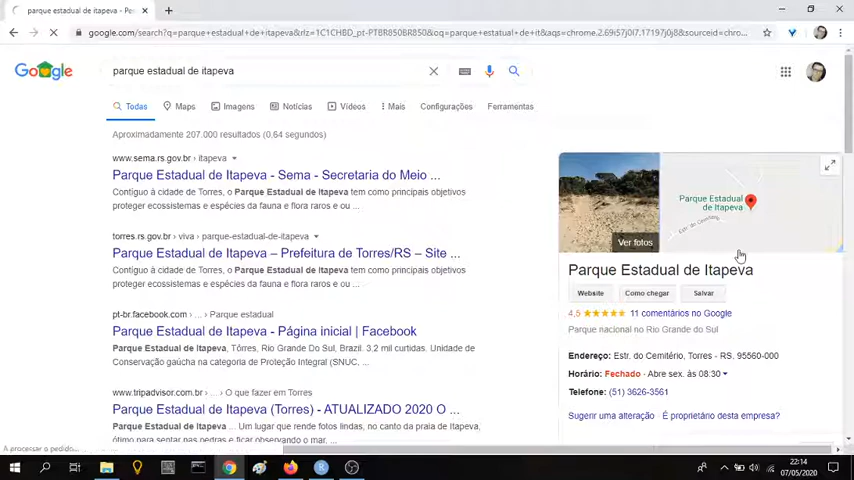 parque estadual de itapeva - Pes
google.com/search?q=parque+estadual+de+itapeva&rlz=1C1CHBD_pt-PTBR850BR850&oq=parque+estatual+de+it&aqs=chrome.2.69i57j0l7.17197j0j8&sourceid=chro...
Google
parque estadual de itapeva
Todas Maps Imagens Notícias Vídeos Mais Configurações Ferramentas
Aproximadamente 207.000 resultados (0,64 segundos)
www.sema.rs.gov.br › itapeva
Parque Estadual de Itapeva - Sema - Secretaria do Meio ...
Contíguo à cidade de Torres, o Parque Estadual de Itapeva tem como principais objetivos
proteger ecossistemas e espécies da fauna e flora raros e ou ...
torres.rs.gov.br › viva › parque-estadual-de-itapeva
Parque Estadual de Itapeva – Prefeitura de Torres/RS – Site ...
Contíguo à cidade de Torres, o Parque Estadual de Itapeva tem como principais objetivos
proteger ecossistemas e espécies da fauna e flora raros e ou ...
pt-br.facebook.com › ... › Parque estadual
Parque Estadual de Itapeva - Página inicial | Facebook
Parque Estadual de Itapeva, Tôrres, Rio Grande Do Sul, Brazil. 3.2 mil curtidas. Unidade de
Conservação gaúcha na categoria de Proteção Integral (SNUC, ...
www.tripadvisor.com.br › ... › O que fazer em Torres
Parque Estadual de Itapeva (Torres) - ATUALIZADO 2020 O ...
Parque Estadual de Itapeva ... Um lugar que rende fotos lindas, no canto da praia de Itapeva,
ótimo para sentar nas pedras e ficar observando o mar, ...
Ver fotos
Parque Estadual
de Itapeva
Estr. do Cemitério
Parque Estadual de Itapeva
Website Como chegar Salvar
4,5 11 comentários no Google
Parque nacional no Rio Grande do Sul
Endereço: Estr. do Cemitério, Torres - RS, 95560-000
Horário: Fechado · Abre sex. às 08:30
Telefone: (51) 3626-3561
Sugerir uma alteração · É proprietário desta empresa?
A processar o pedido...
22:14
07/05/2020